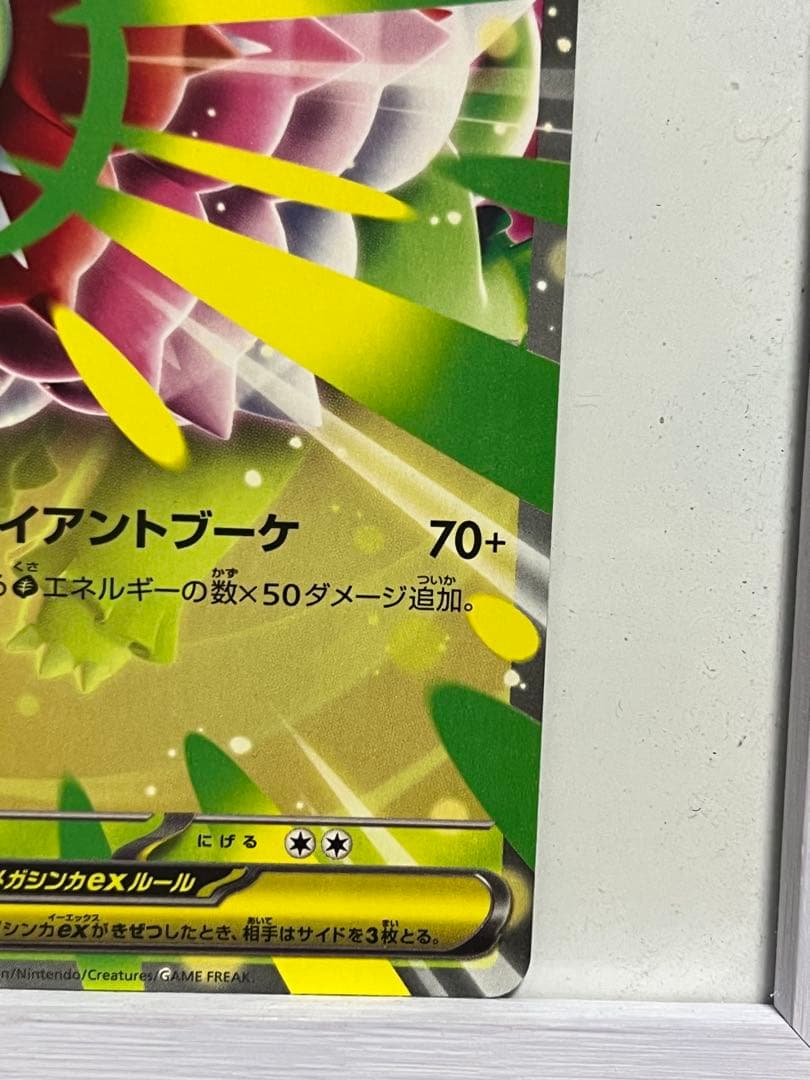 イアントブーケ 70+
エネルギーの数×50ダメージ追加。
にげる
メガシンカexルール
シンカexがきぜつしたとき、相手はサイドを3枚とる。
n/Nintendo/Creatures/GAME FREAK.